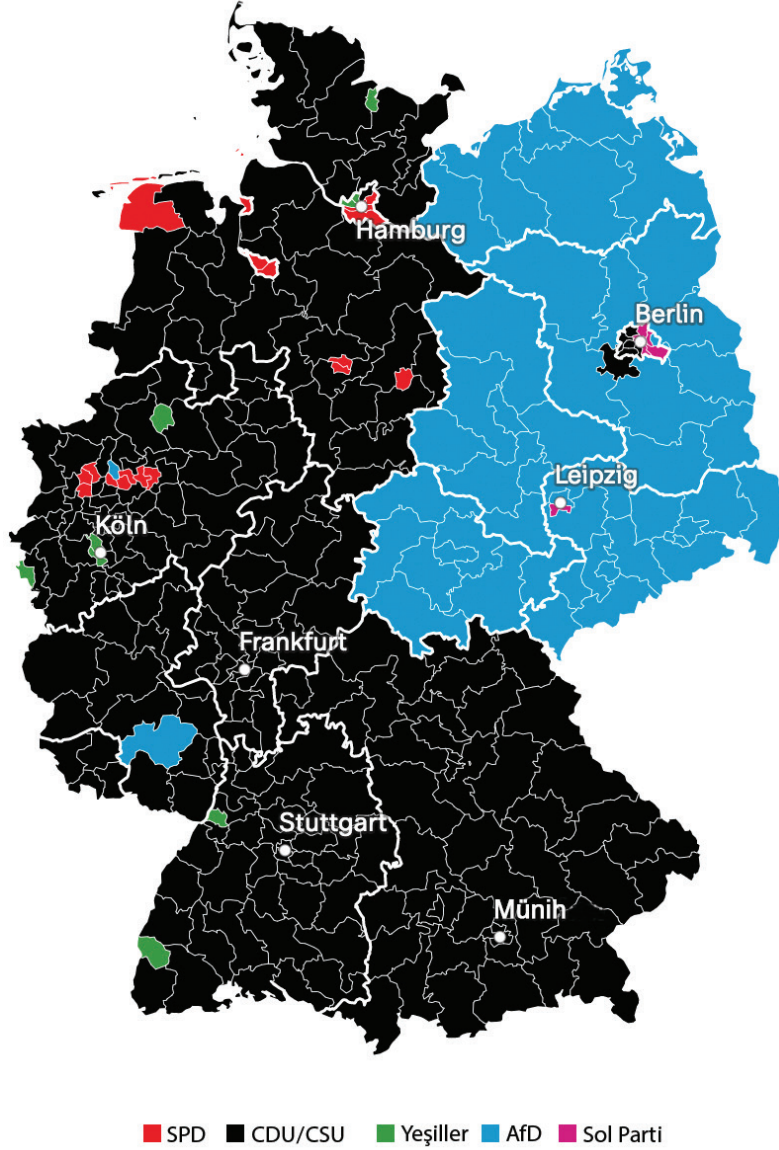 Hamburg
Berlin
Leipzig
Köln
Frankfurt
Stuttgart
Münih
SPD CDU/CSU Yeşiller AfD Sol Parti